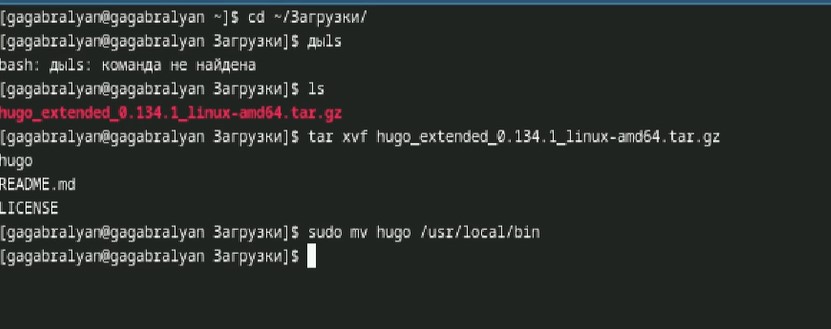 [gagabralyan@gagabralyan ~]$ cd ~/Загрузки/
[gagabralyan@gagabralyan Загрузки]$ дыls
bash: дыls: команда не найдена
[gagabralyan@gagabralyan Загрузки]$ ls
hugo_extended_0.134.1_linux-amd64.tar.gz
[gagabralyan@gagabralyan Загрузки]$ tar xvf hugo_extended_0.134.1_linux-amd64.tar.gz
hugo
README.md
LICENSE
[gagabralyan@gagabralyan Загрузки]$ sudo mv hugo /usr/local/bin
[gagabralyan@gagabralyan Загрузки]$